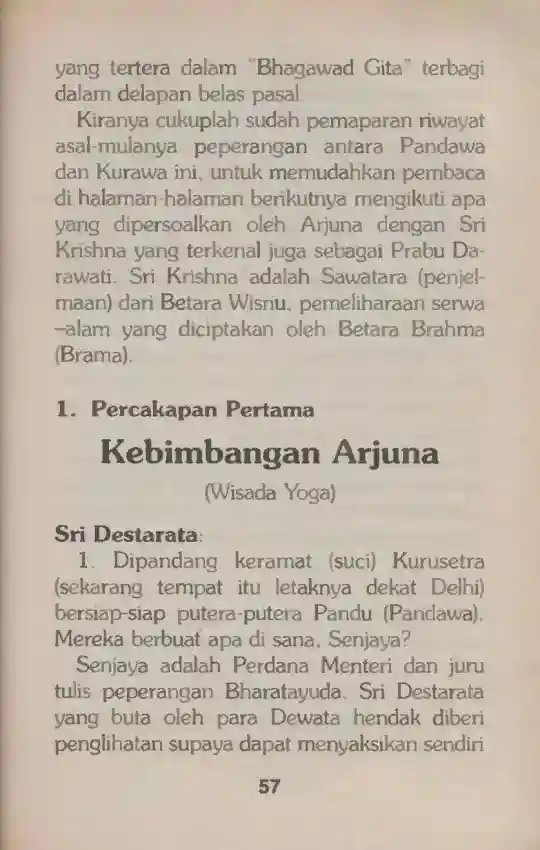 yang tertera dalam "Bhagawad Gita" terbagi
dalam delapan belas pasal.
Kiranya cukuplah sudah pemaparan riwayat
asal-mulanya peperangan antara Pandawa
dan Kurawa ini, untuk memudahkan pembaca
di halaman-halaman berikutnya mengikuti apa
yang dipersoalkan oleh Arjuna dengan Sri
Krishna yang terkenal juga sebagai Prabu Da-
rawati. Sri Krishna adalah Sawatara (penjel-
maan) dari Betara Wisnu, pemeliharaan serwa
–alam yang diciptakan oleh Betara Brahma
(Brama).
1. Percakapan Pertama
Kebimbangan Arjuna
(Wisada Yoga)
Sri Destarata:
1. Dipandang keramat (suci) Kurusetra
(sekarang tempat itu letaknya dekat Delhi)
bersiap-siap putera-putera Pandu (Pandawa).
Mereka berbuat apa di sana, Senjaya?
Senjaya adalah Perdana Menteri dan juru
tulis peperangan Bharatayuda. Sri Destarata
yang buta oleh para Dewata hendak diberi
penglihatan supaya dapat menyaksikan sendiri
57